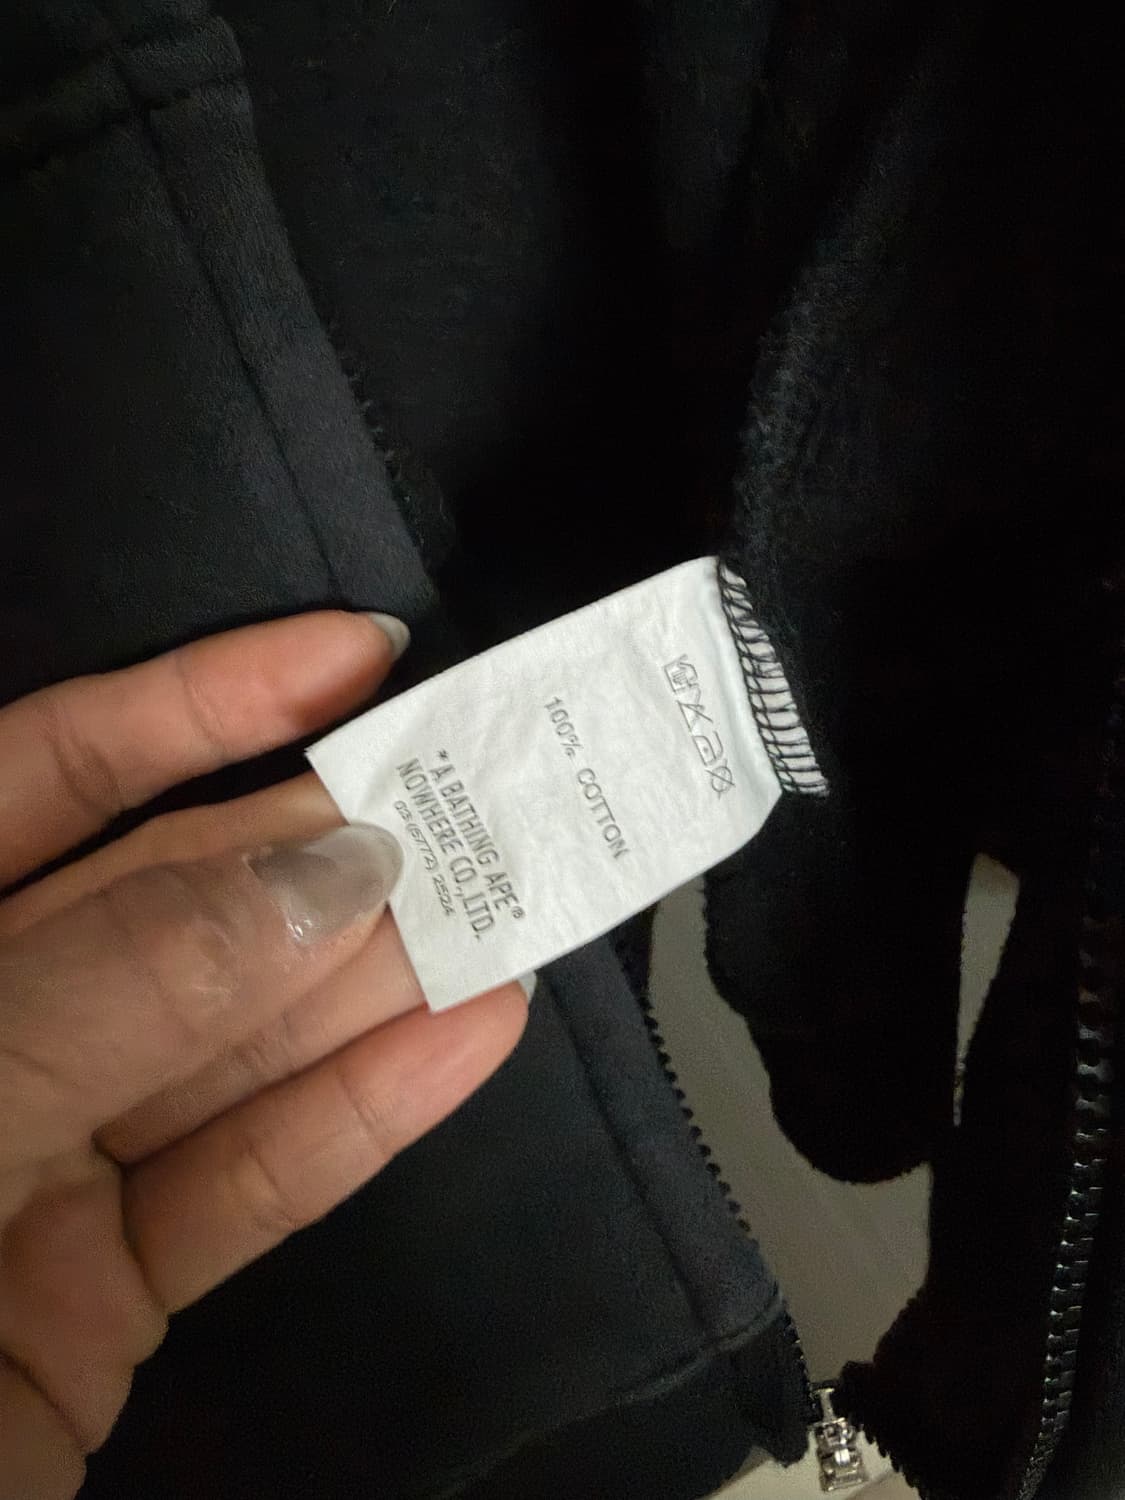 100% COTTON
*A BATHING APE®
NOWHERE CO.,LTD.
03 (5772) 2524